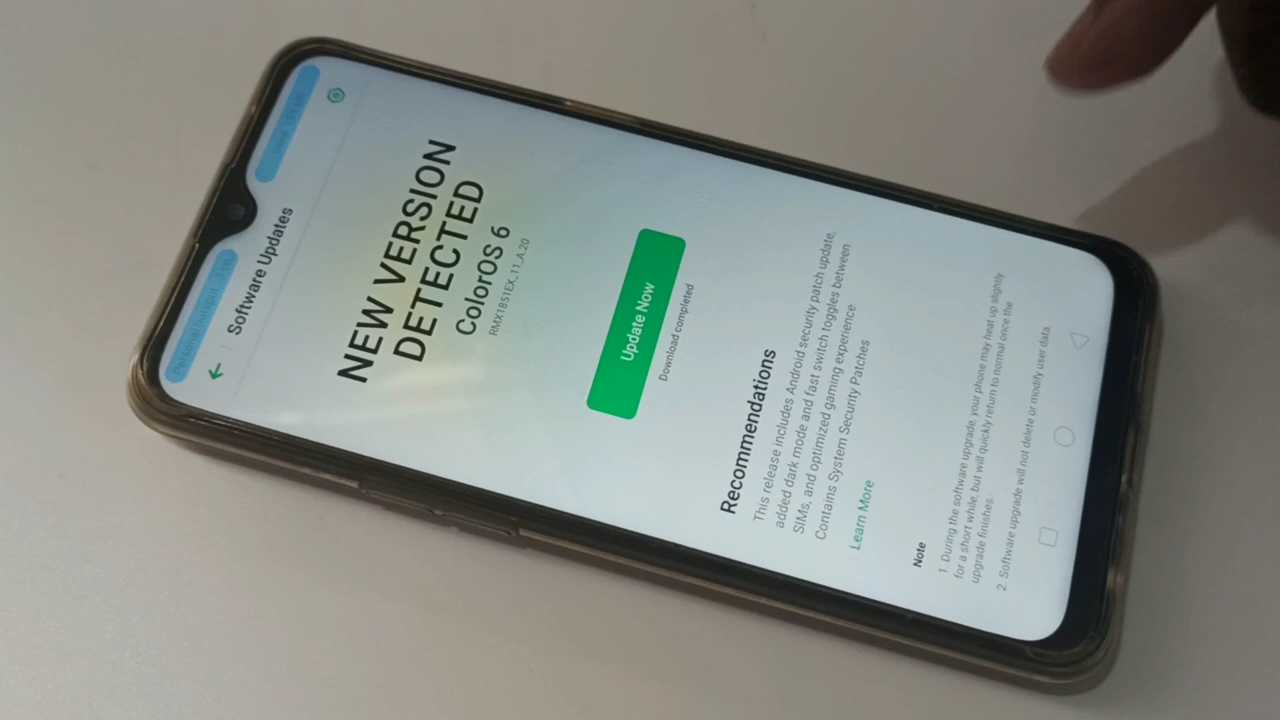 Personal hotspot
Software Updates
NEW VERSION
DETECTED
ColorOS 6
RMX1851EX_11_A.20
Update Now
Download completed
Recommendations
This release includes Android security patch update,
added dark mode and fast switch toggles between
SIMs, and optimized gaming experience
Contains System Security Patches
Learn More
Note
1 During the software upgrade, your phone may heat up slightly
for a short while, but will quickly return to normal once the
upgrade finishes.
2. Software upgrade will not delete or modify user data.